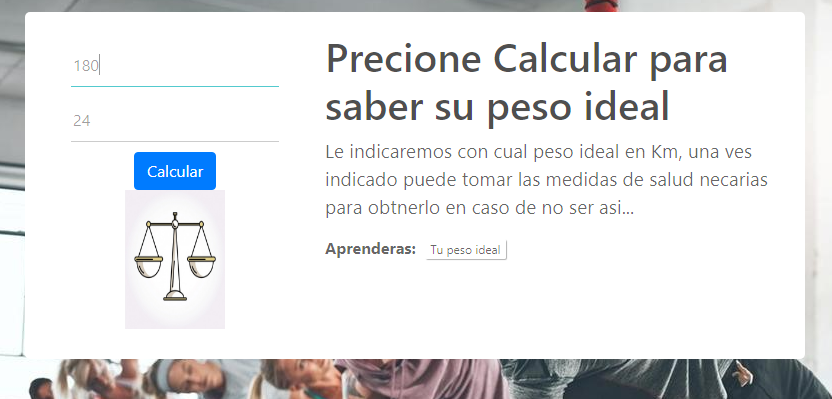 180
24
Calcular
Precione Calcular para
saber su peso ideal
Le indicaremos con cual peso ideal en Km, una ves
indicado puede tomar las medidas de salud necarias
para obtnerlo en caso de no ser asi...
Aprenderas: Tu peso ideal